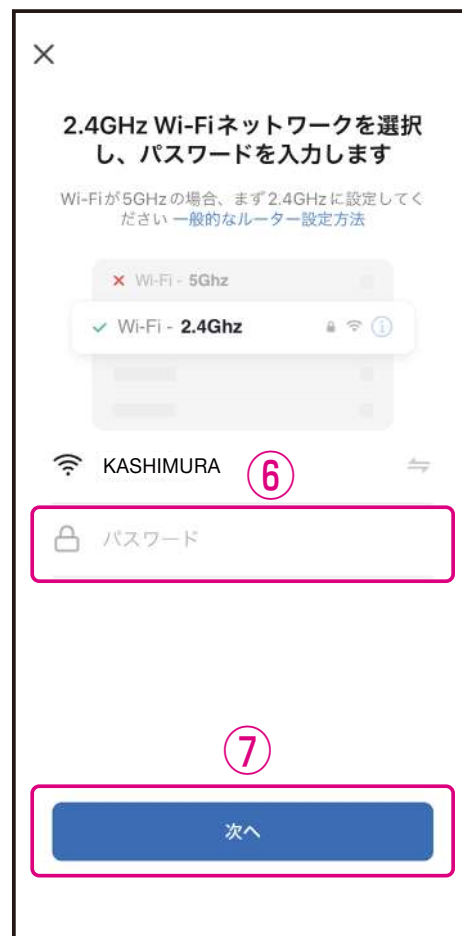 2.4GHz Wi-Fiネットワークを選択
し、パスワードを入力します
Wi-Fiが5GHzの場合、まず2.4GHzに設定してく
ださい 一般的なルーター設定方法
Wi-Fi - 5Ghz
Wi-Fi - 2.4Ghz
KASHIMURA
⑥
パスワード
⑦
次へ